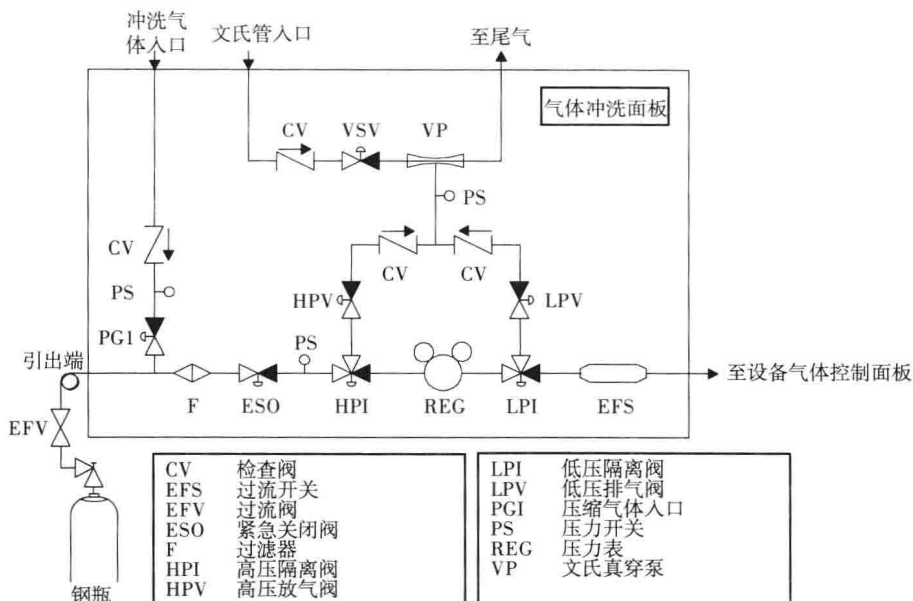 冲洗气
体入口
文氏管入口
至尾气
气体冲洗面板
CV
VSV
VP
PS
CV
PS
CV
CV
HPV
LPV
PG1
PS
引出端
至设备气体控制面板
F
ESO
HPI
REG
LPI
EFS
EFV
钢瓶
CV 检查阀
EFS 过流开关
EFV 过流阀
ESO 紧急关闭阀
F 过滤器
HPI 高压隔离阀
HPV 高压放气阀
LPI 低压隔离阀
LPV 低压排气阀
PGI 压缩气体入口
PS 压力开关
REG 压力表
VP 文氏真穿泵